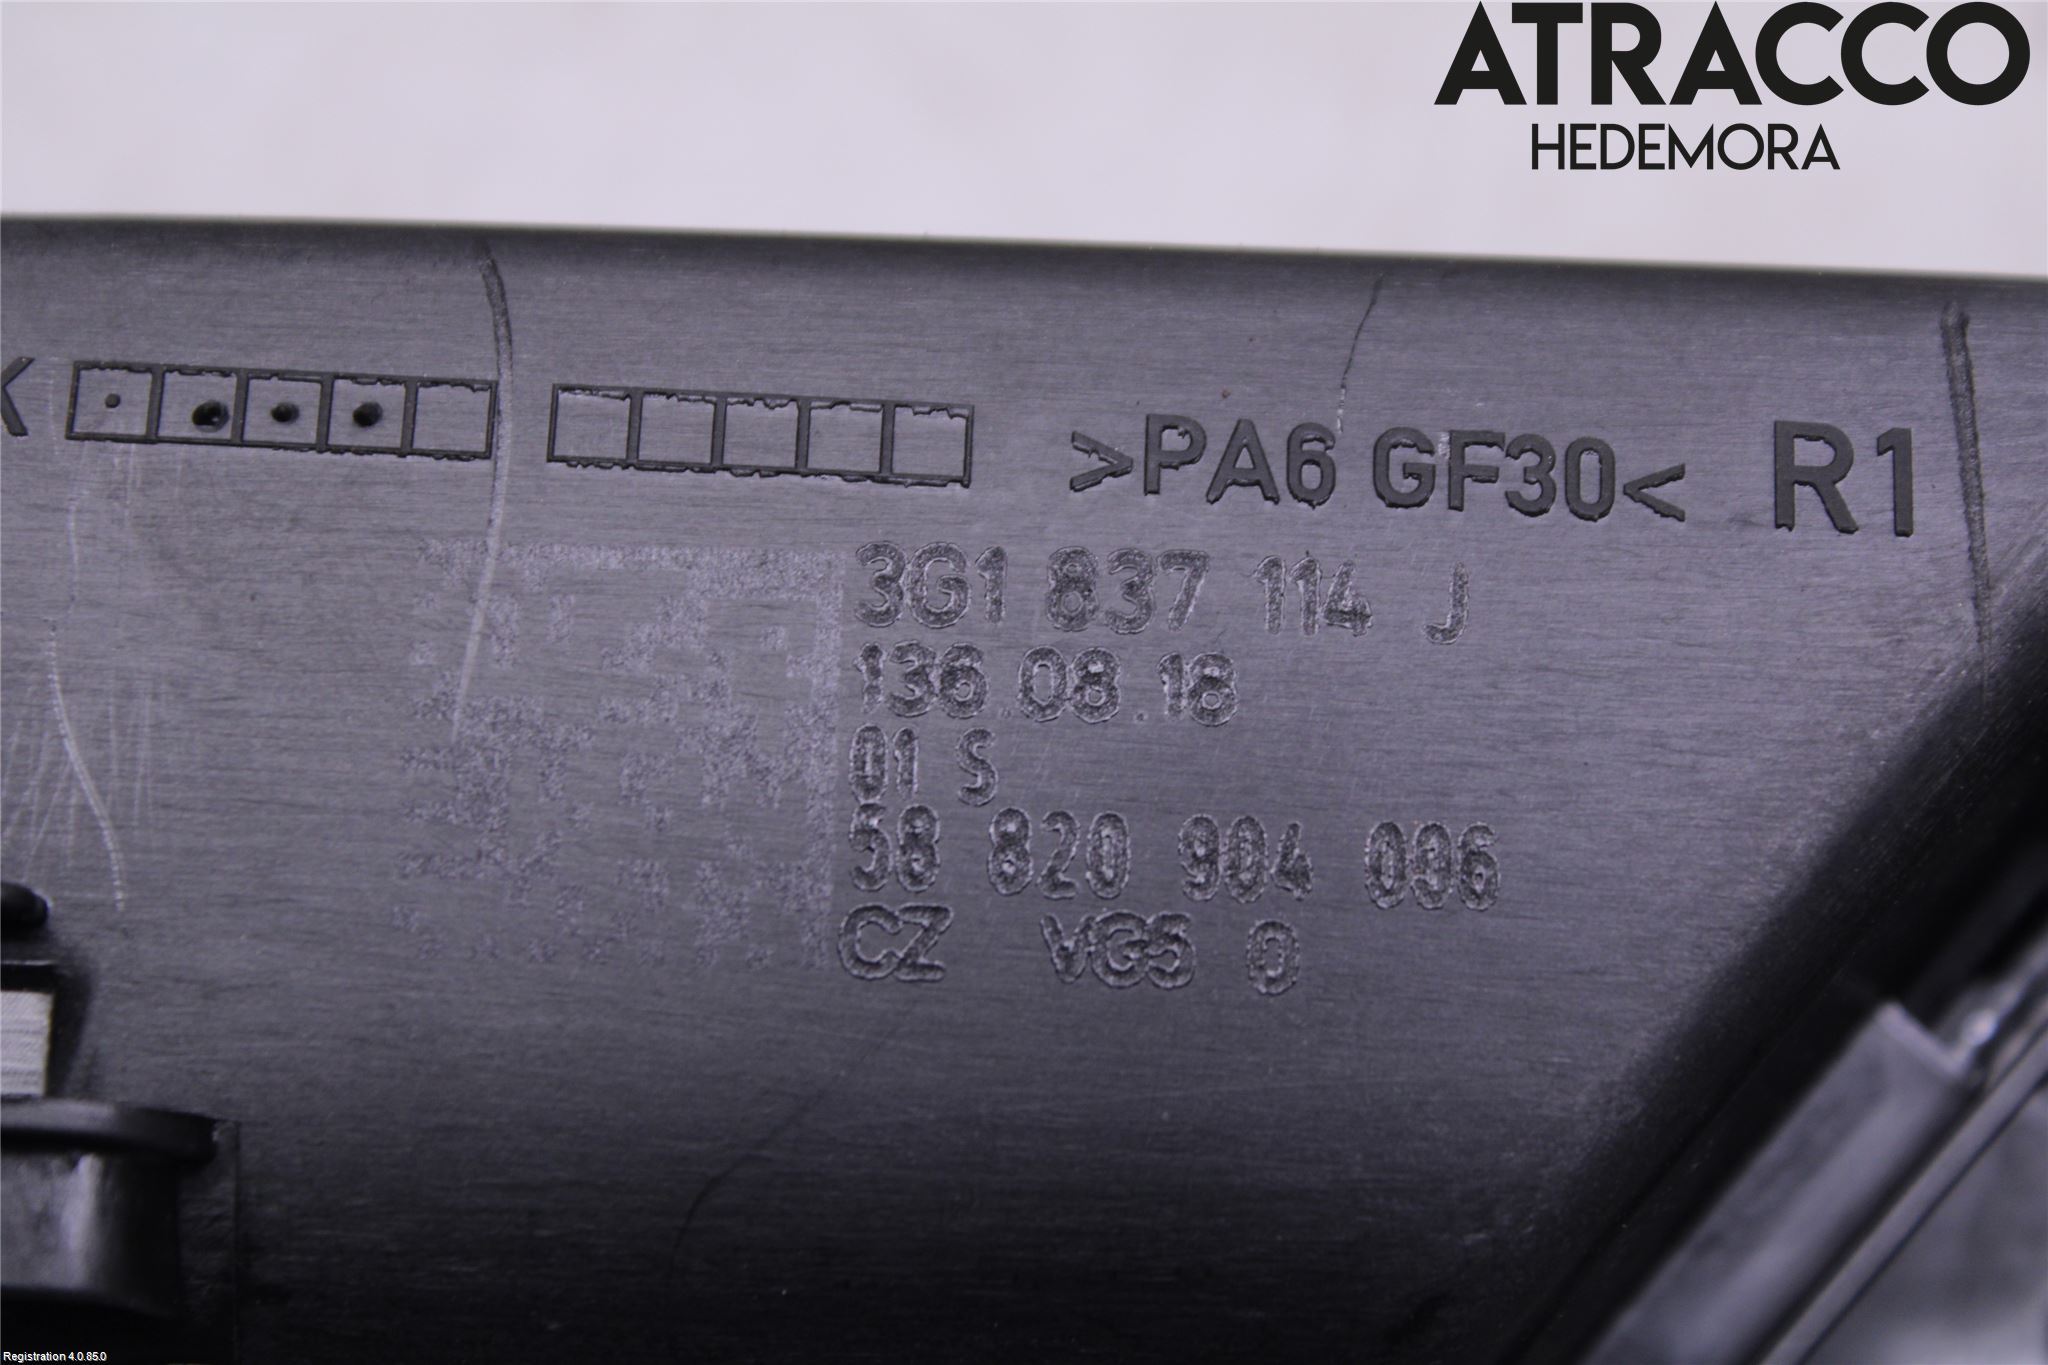 ATRACCO
HEDEMORA
K
>PA6 GF30< R1
3G1 837 114 J
136.08.18
01 S
58 820 904 096
CZ VG5 0
Registration 4.0.85.0